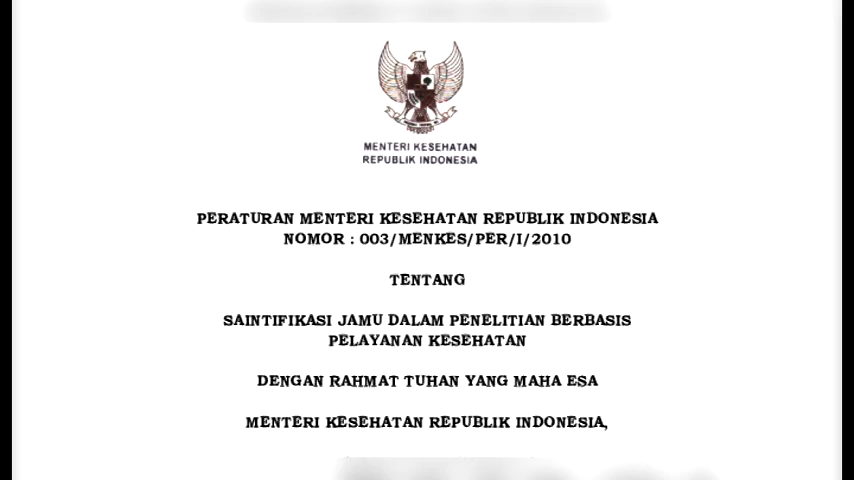 MENTERI KESEHATAN
REPUBLIK INDONESIA
PERATURAN MENTERI KESEHATAN REPUBLIK INDONESIA
NOMOR : 003/MENKES/PER/I/2010
TENTANG
SAINTIFIKASI JAMU DALAM PENELITIAN BERBASIS
PELAYANAN KESEHATAN
DENGAN RAHMAT TUHAN YANG MAHA ESA
MENTERI KESEHATAN REPUBLIK INDONESIA,